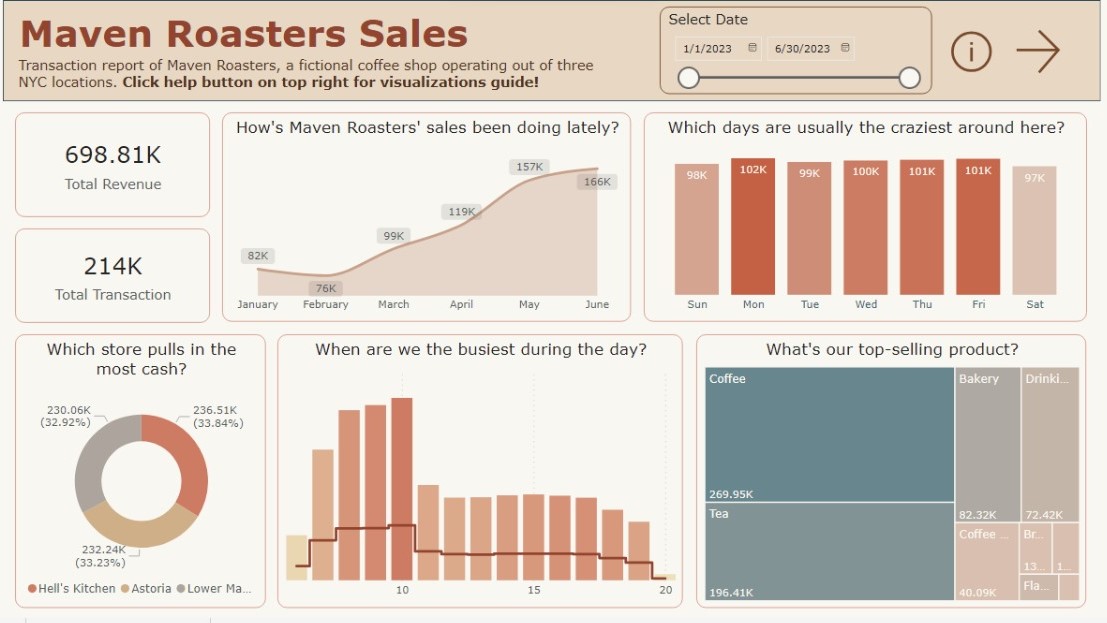 Maven Roasters Sales
Transaction report of Maven Roasters, a fictional coffee shop operating out of three
NYC locations. Click help button on top right for visualizations guide!
Select Date
1/1/2023
6/30/2023
i
698.81K
Total Revenue
214K
Total Transaction
How's Maven Roasters' sales been doing lately?
82K
76K
99K
119K
157K
166K
January February March April May June
Which days are usually the craziest around here?
98K 102K 99K 100K 101K 101K 97K
Sun Mon Tue Wed Thu Fri Sat
Which store pulls in the
most cash?
230.06K
(32.92%)
236.51K
(33.84%)
232.24K
(33.23%)
Hell's Kitchen Astoria Lower Ma...
When are we the busiest during the day?
10 15 20
What's our top-selling product?
Coffee
269.95K
Tea
196.41K
Bakery
82.32K
Drinki...
72.42K
Coffee ...
40.09K
Br...
13...
1...
Fla...